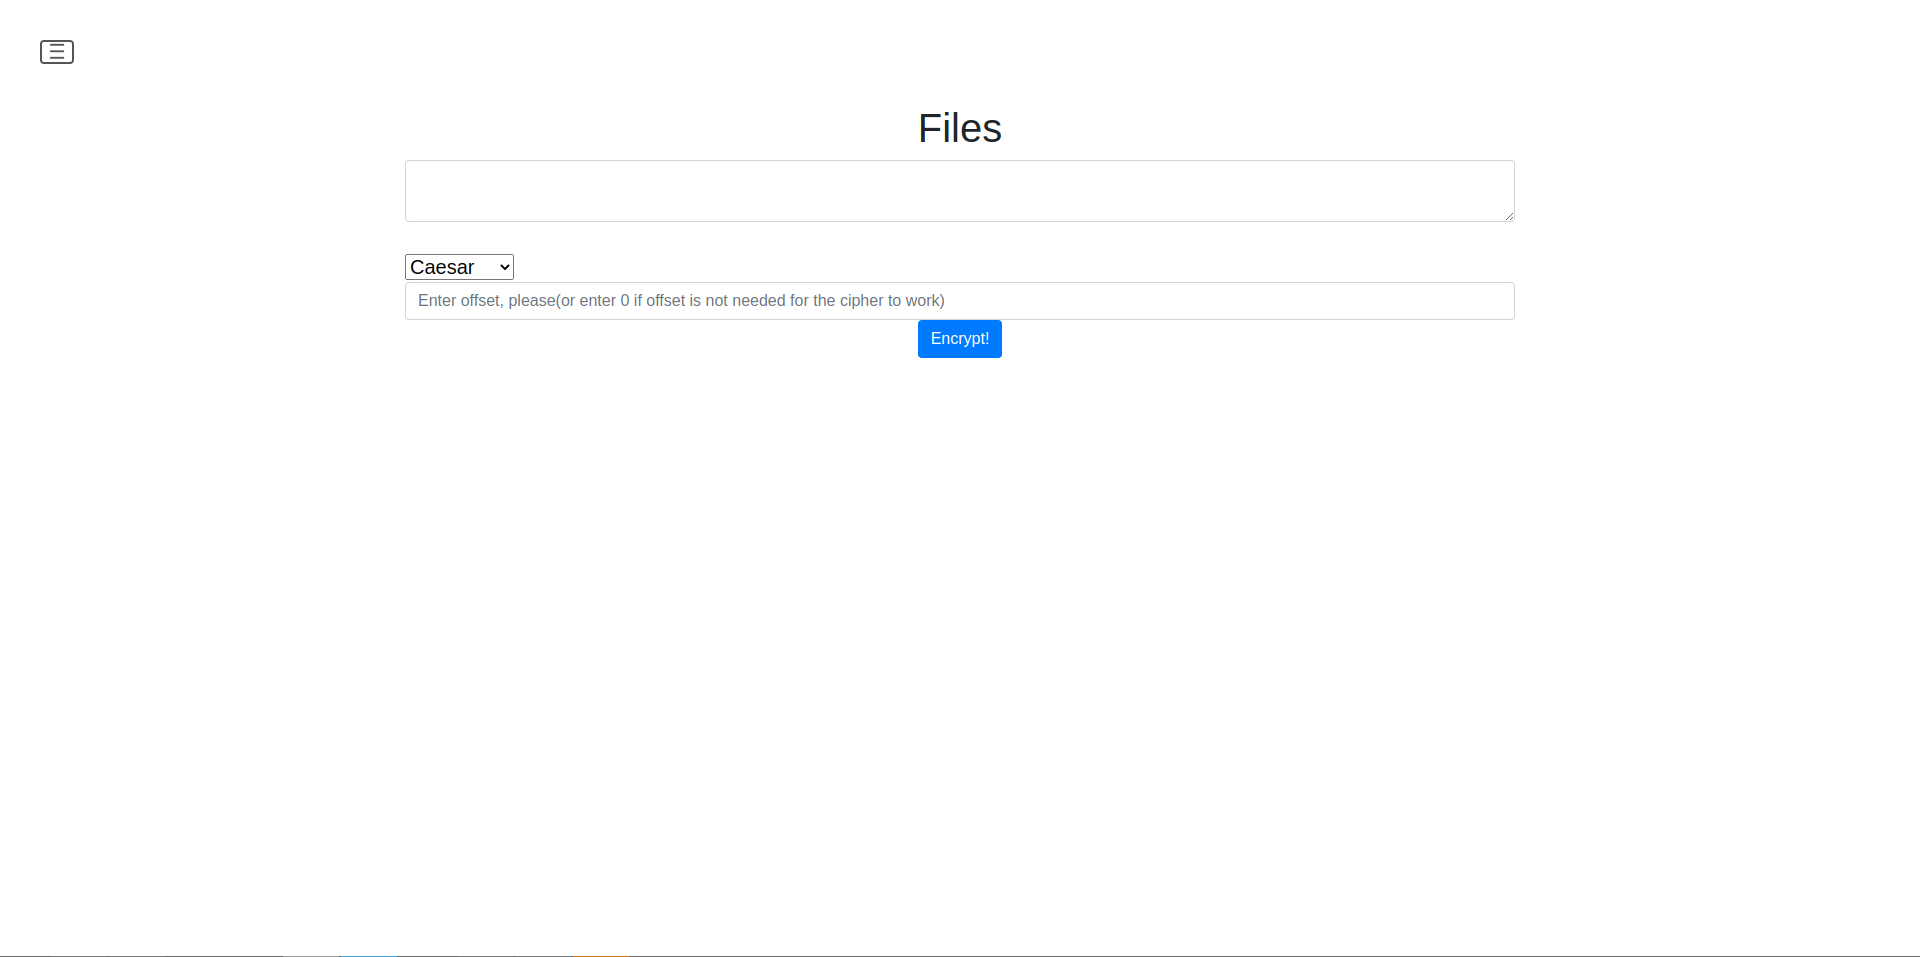 Files
Caesar
Enter offset, please(or enter 0 if offset is not needed for the cipher to work)
Encrypt!